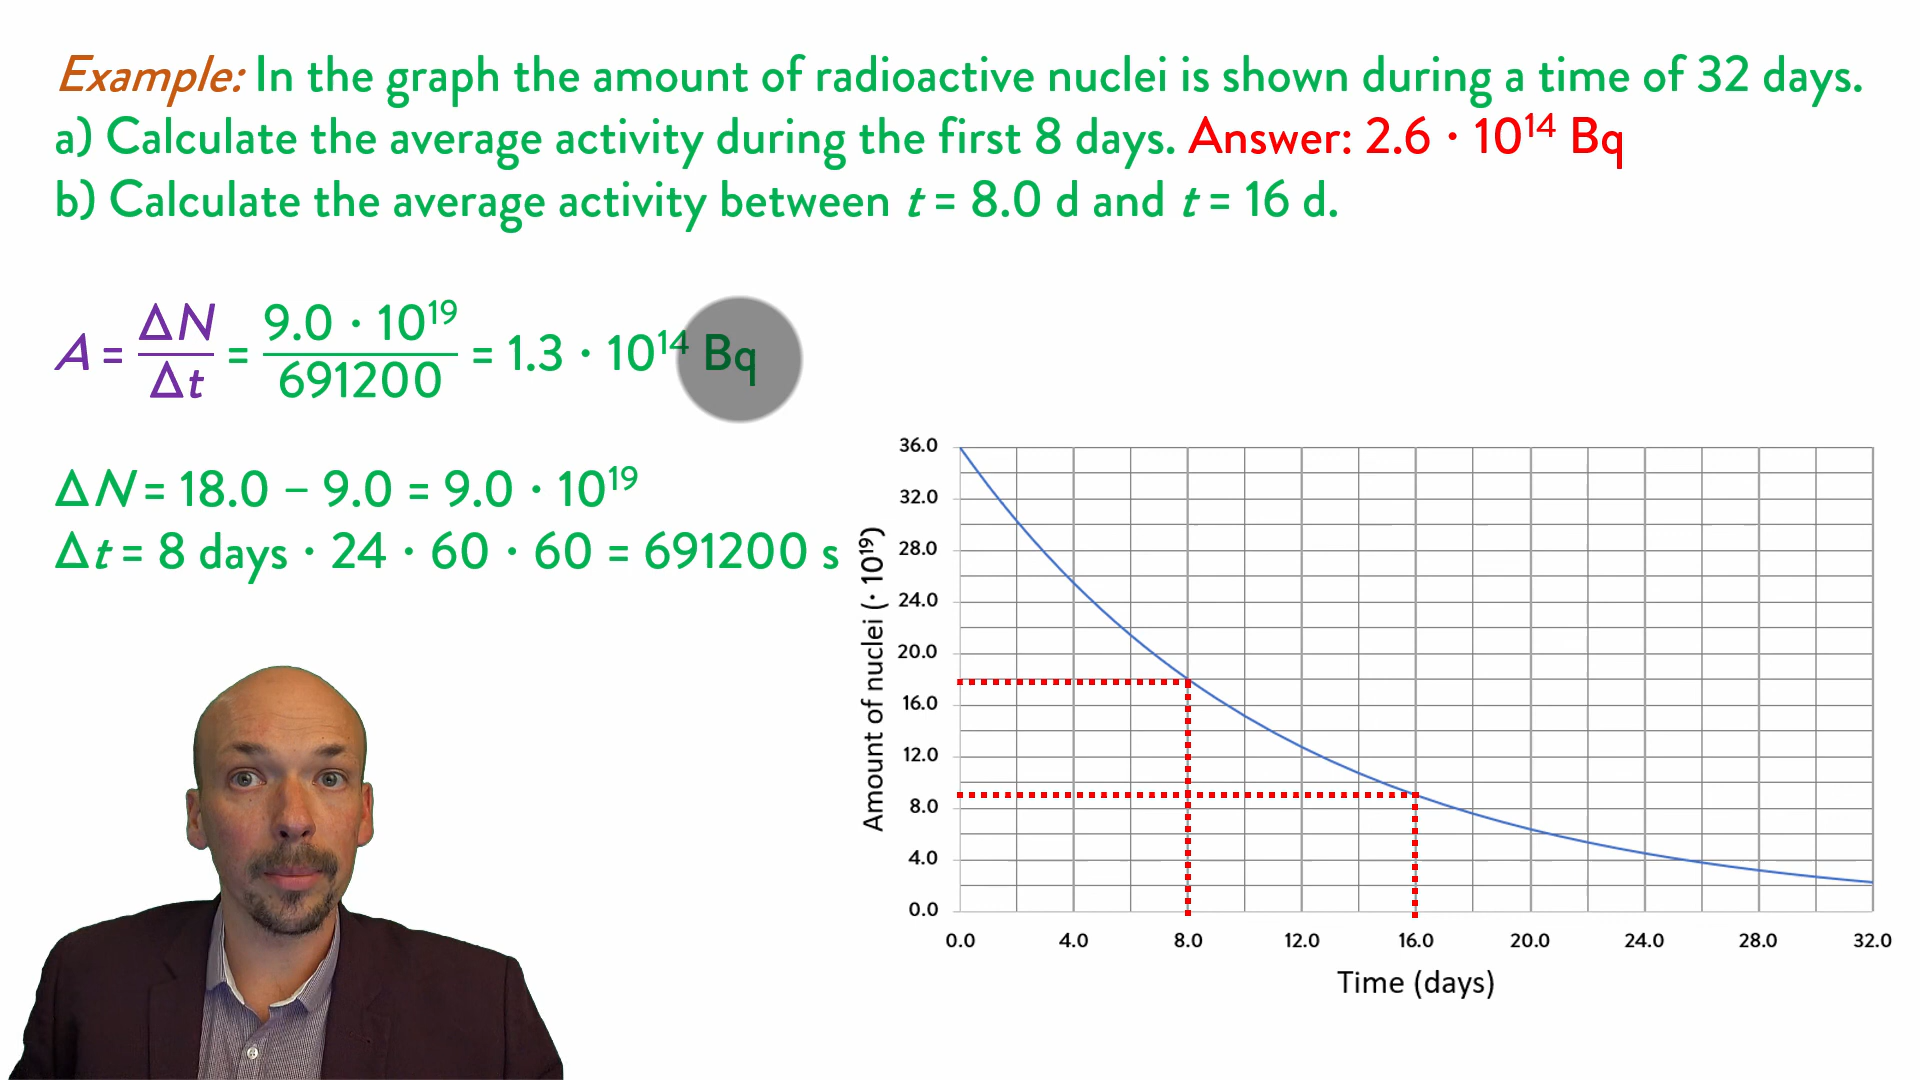 Example: In the graph the amount of radioactive nuclei is shown during a time of 32 days.
a) Calculate the average activity during the first 8 days. Answer: 2.6 · 10¹⁴ Bq
b) Calculate the average activity between t = 8.0 d and t = 16 d.
A = ΔN/Δt = 9.0 · 10¹⁹/691200 = 1.3 · 10¹⁴ Bq
ΔN = 18.0 – 9.0 = 9.0 · 10¹⁹
Δt = 8 days · 24 · 60 · 60 = 691200 s
Amount of nuclei (· 10¹⁹)
36.0
32.0
28.0
24.0
20.0
16.0
12.0
8.0
4.0
0.0
0.0 4.0 8.0 12.0 16.0 20.0 24.0 28.0 32.0
Time (days)